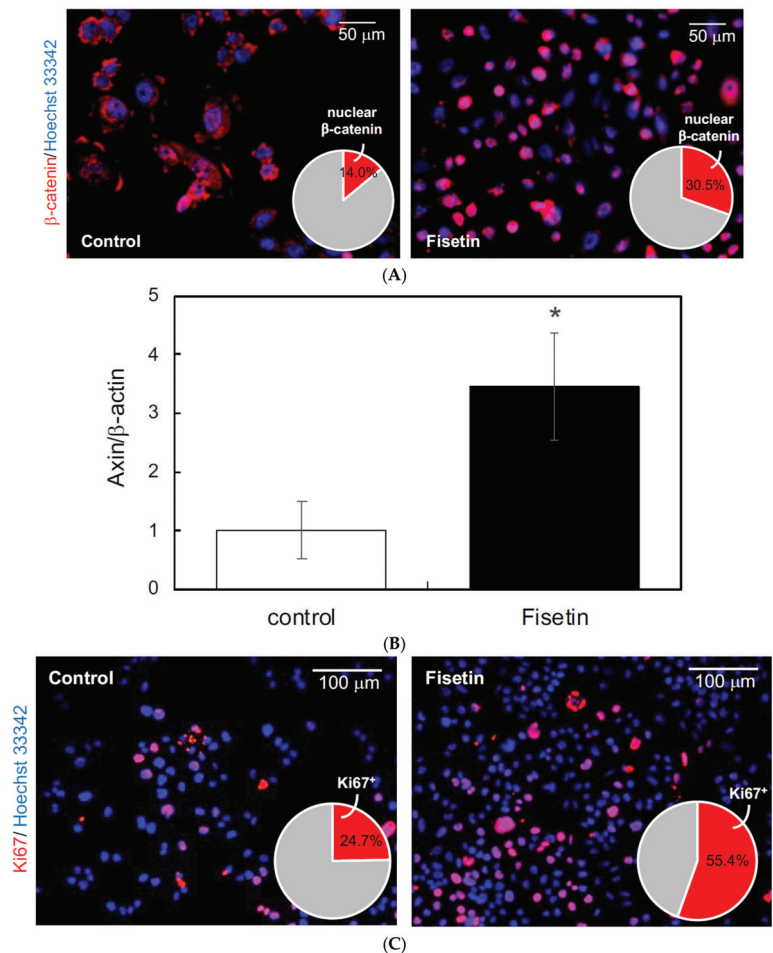 β-catenin/Hoechst 33342
50 μm
nuclear
β-catenin
14.0%
Control
50 μm
nuclear
β-catenin
30.5%
Fisetin
(A)
Axin/β-actin
5
4
3
2
1
0
*
control
Fisetin
(B)
Ki67/ Hoechst 33342
Control
100 μm
Ki67+
24.7%
Fisetin
100 μm
Ki67+
55.4%
(C)